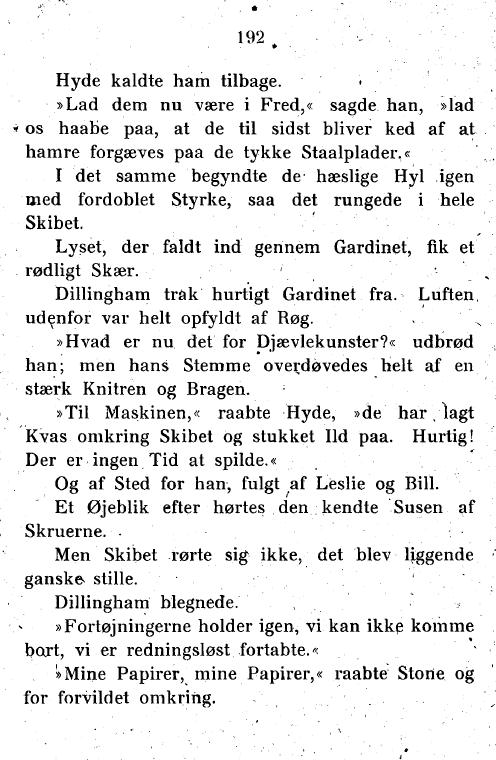 192
Hyde kaldte ham tilbage.
»Lad dem nu være i Fred,« sagde han, »lad
os haabe paa, at de til sidst bliver ked af at
hamre forgæves paa de tykke Staalplader.«
I det samme begyndte de hæslige Hyl igen
med fordoblet Styrke, saa det rungede i hele
Skibet.
Lyset, der faldt ind gennem Gardinet, fik et
rødligt Skær.
Dillingham trak hurtigt Gardinet fra. Luften
udenfor var helt opfyldt af Røg.
»Hvad er nu det for Djævlekunster?« udbrød
han; men hans Stemme overdøvedes helt af en
stærk Knitren og Bragen.
»Til Maskinen,« raabte Hyde, »de har lagt
Kvas omkring Skibet og stukket Ild paa. Hurtig!
Der er ingen Tid at spilde.«
Og af Sted for han, fulgt af Leslie og Bill.
Et Øjeblik efter hørtes den kendte Susen af
Skruerne.
Men Skibet rørte sig ikke, det blev liggende
ganske stille.
Dillingham blegnede.
»Fortøjningerne holder igen, vi kan ikke komme
bort, vi er redningsløst fortabte.«
»Mine Papirer, mine Papirer,« raabte Stone og
for forvildet omkring.